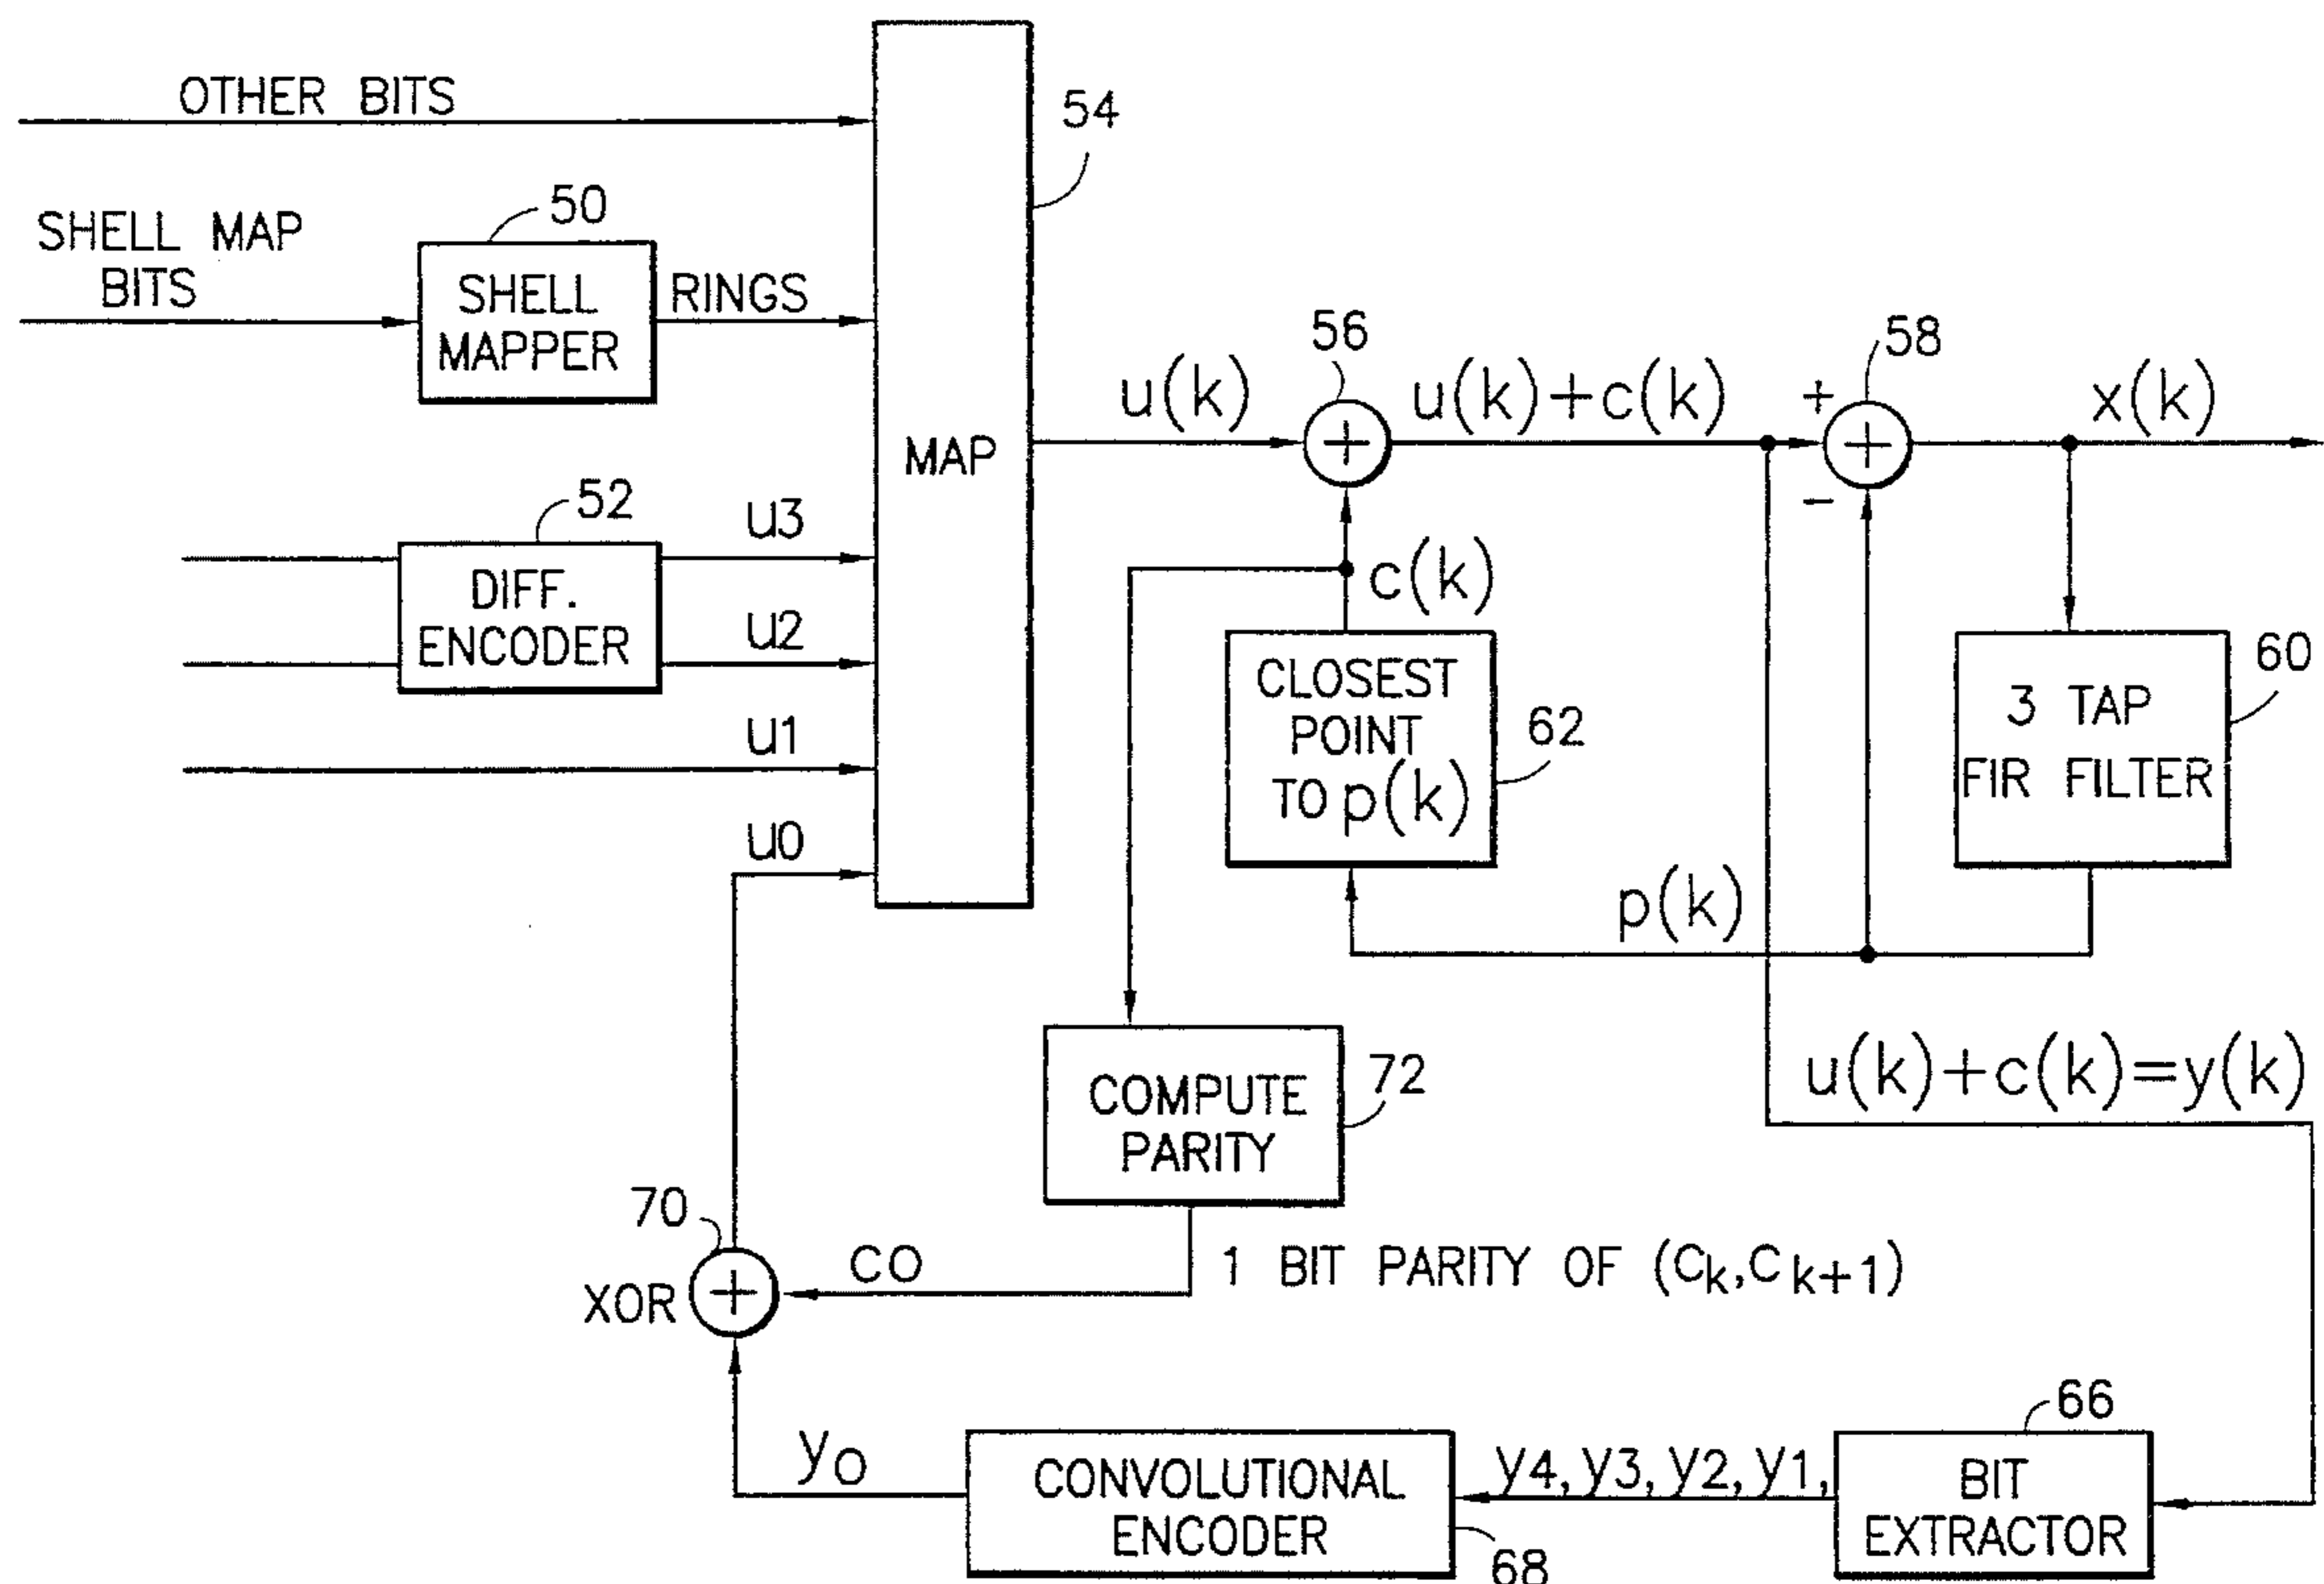 OTHER BITS
54
SHELL MAP
BITS
50
SHELL
MAPPER
RINGS
MAP
u(k)
56
u(k)+c(k)
+
58
x(k)
+
+
-
52
DIFF.
ENCODER
u3
u2
u1
u0
c(k)
CLOSEST
POINT
TO p(k)
62
3 TAP
FIR FILTER
60
p(k)
COMPUTE
PARITY
72
u(k)+c(k)=y(k)
70
XOR
+
CO
1 BIT PARITY OF (Ck,Ck+1)
yo
CONVOLUTIONAL
ENCODER
68
y4,y3,y2,y1,
66
BIT
EXTRACTOR